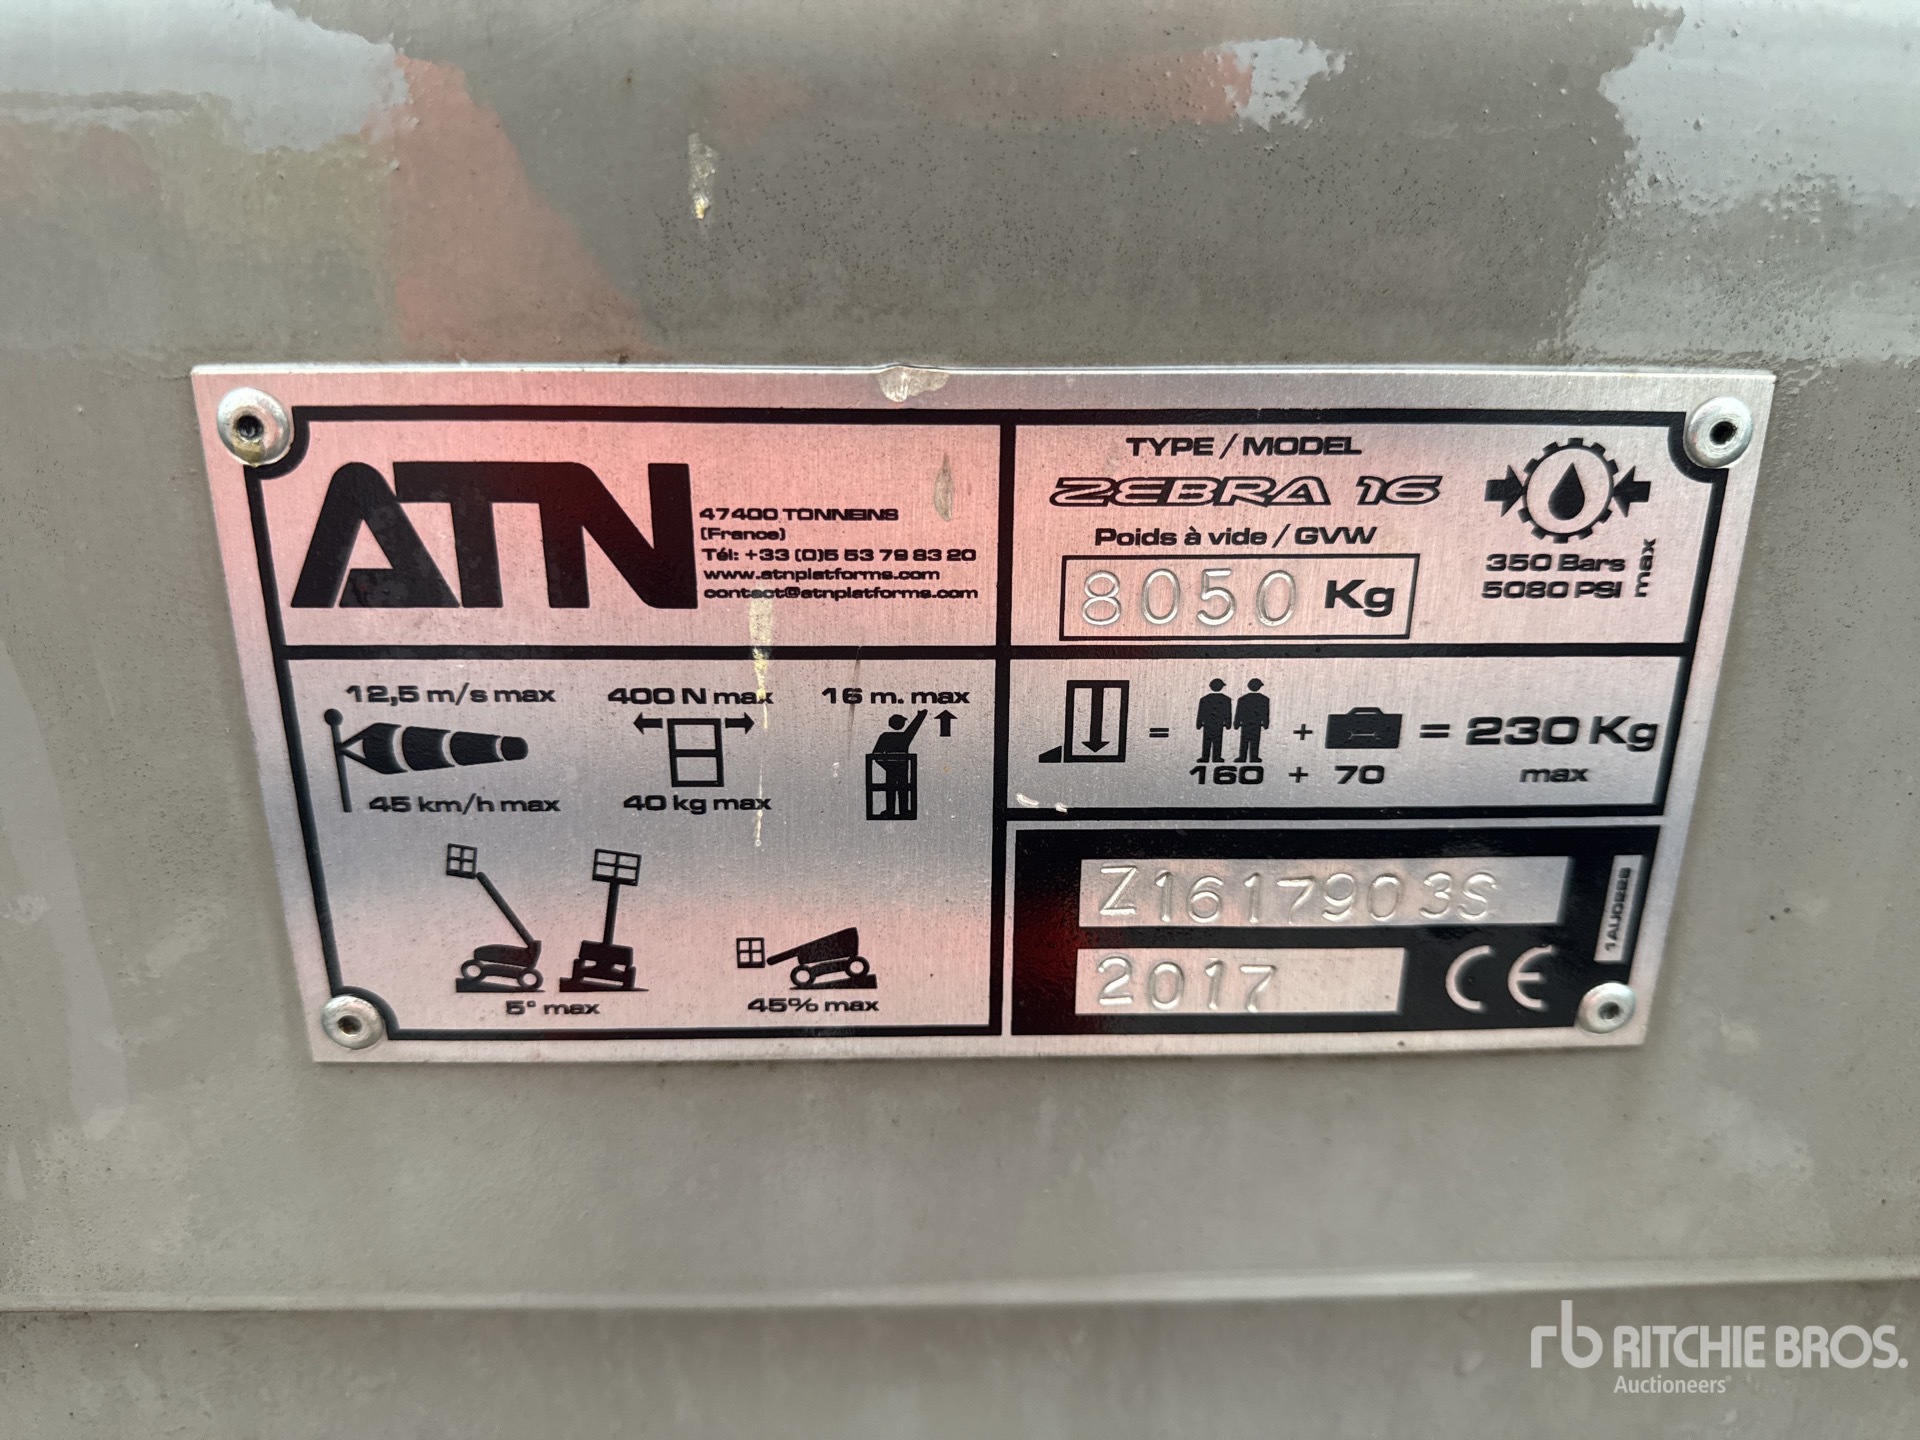 ATN
47400 TONNEINS
(France)
Tél: +33 (0)5 53 79 83 20
www.atnplatforms.com
contact@atnplatforms.com
TYPE / MODEL
ZEBRA 16
Poids à vide / GVW
8050 Kg
350 Bars
5080 PSI
max
12,5 m/s max
45 km/h max
400 N max
40 kg max
16 m. max
5° max
45% max
= + = 230 Kg
160 + 70 max
Z1617903S
2017
CE
RITCHIE BROS.
Auctioneers